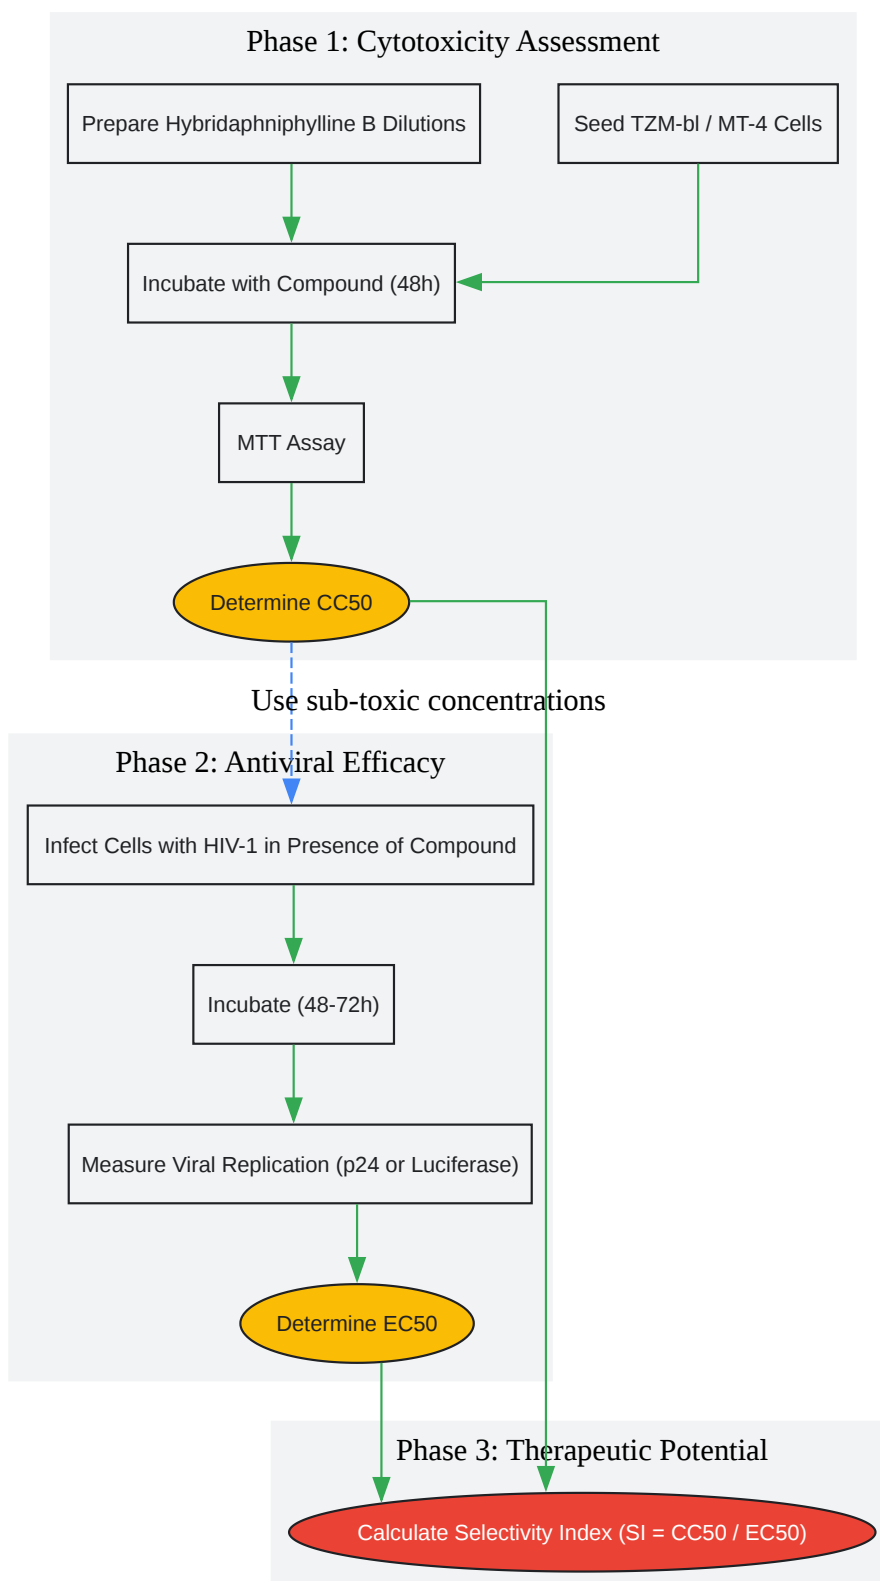 Phase 1: Cytotoxicity Assessment
Prepare Hybridaphniphylline B Dilutions
Seed TZM-bl / MT-4 Cells
Incubate with Compound (48h)
MTT Assay
Determine CC50
Use sub-toxic concentrations
Phase 2: Antiviral Efficacy
Infect Cells with HIV-1 in Presence of Compound
Incubate (48-72h)
Measure Viral Replication (p24 or Luciferase)
Determine EC50
Phase 3: Therapeutic Potential
Calculate Selectivity Index (SI = CC50 / EC50)